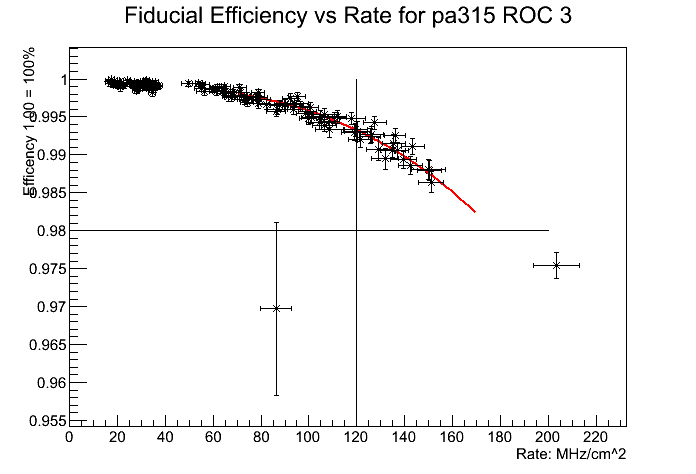 Fiducial Efficiency vs Rate for pa315 ROC 3
Efficency 1.00 = 100%
1
0.995
0.99
0.985
0.98
0.975
0.97
0.965
0.96
0.955
0 20 40 60 80 100 120 140 160 180 200 220
Rate: MHz/cm^2